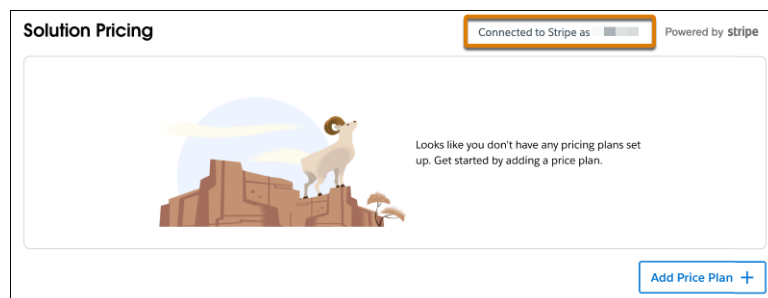 Solution Pricing
Connected to Stripe as
Powered by stripe
Looks like you don't have any pricing plans set
up. Get started by adding a price plan.
Add Price Plan +